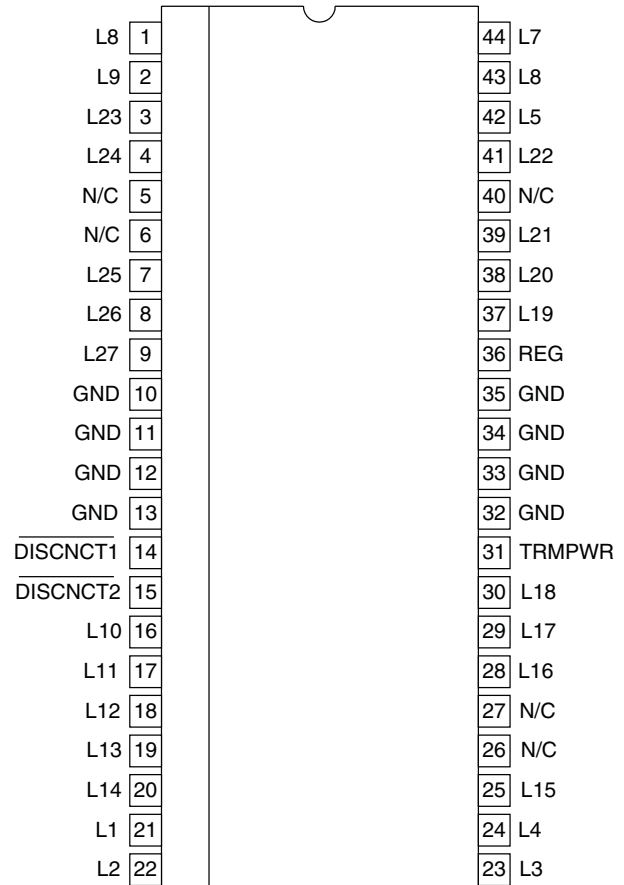 L8 1 44 L7
L9 2 43 L8
L23 3 42 L5
L24 4 41 L22
N/C 5 40 N/C
N/C 6 39 L21
L25 7 38 L20
L26 8 37 L19
L27 9 36 REG
GND 10 35 GND
GND 11 34 GND
GND 12 33 GND
GND 13 32 GND
DISCNCT1 14 31 TRMPWR
DISCNCT2 15 30 L18
L10 16 29 L17
L11 17 28 L16
L12 18 27 N/C
L13 19 26 N/C
L14 20 25 L15
L1 21 24 L4
L2 22 23 L3